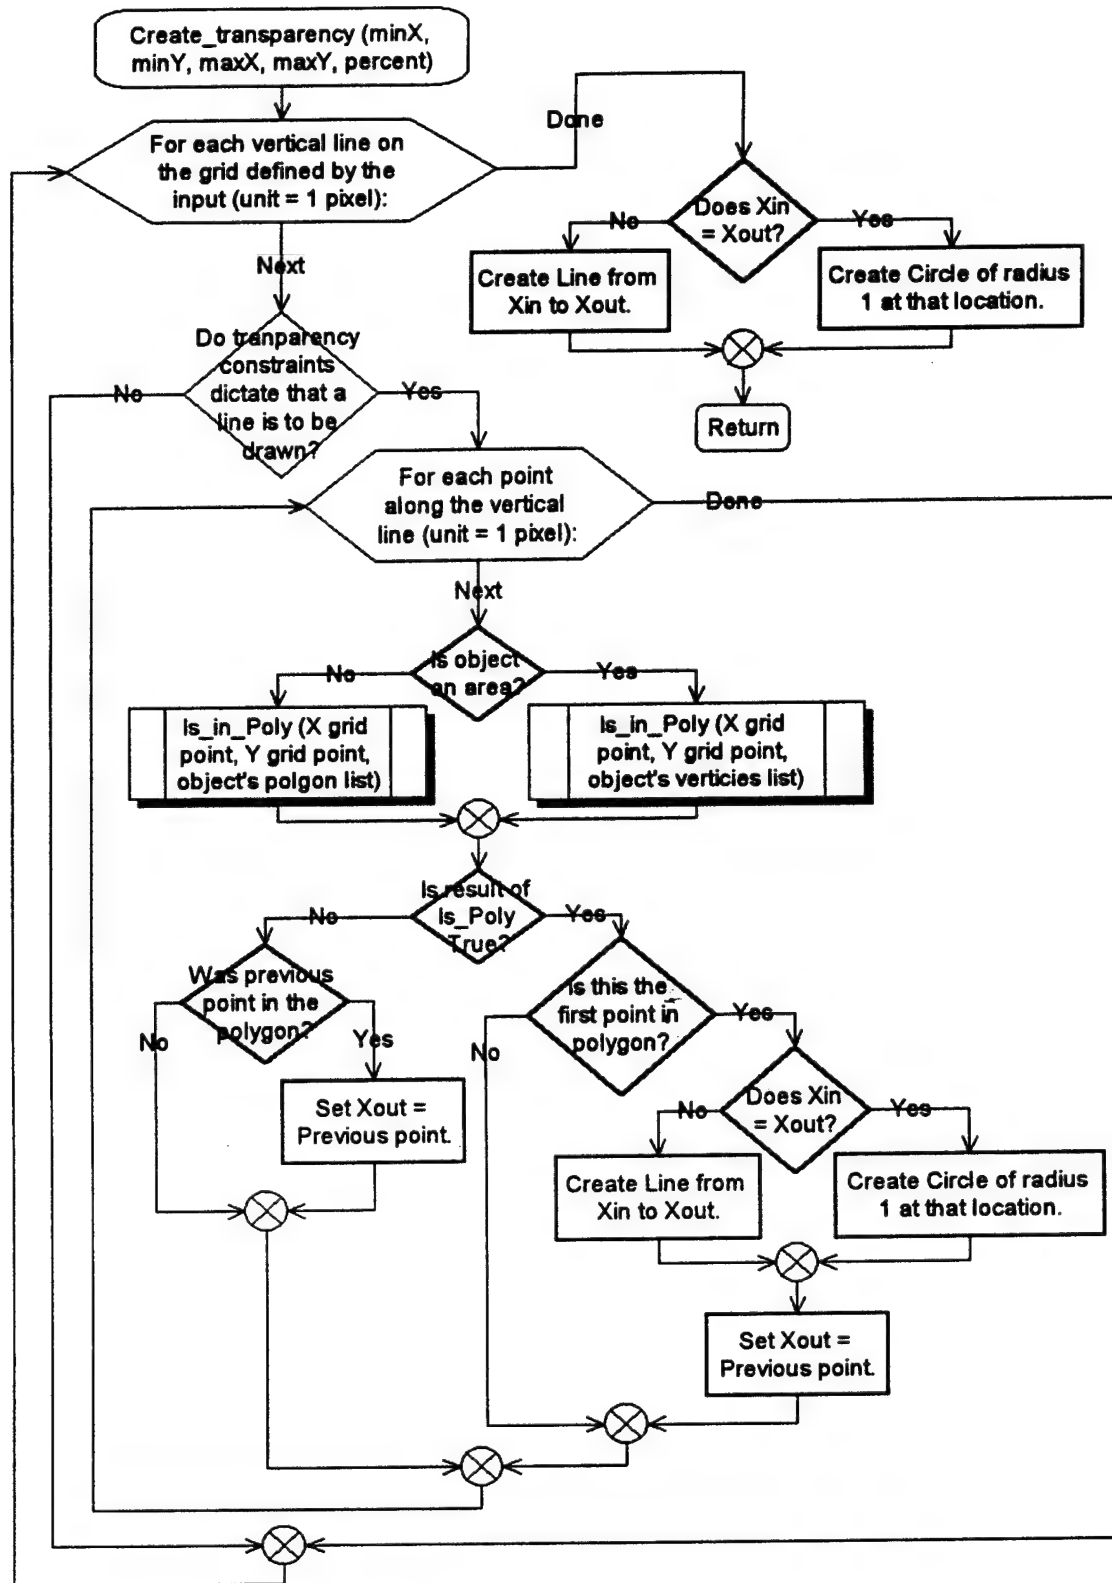 Create_transparency (minX,
minY, maxX, maxY, percent)
Done
For each vertical line on
the grid defined by the
input (unit = 1 pixel):
Does Xin
= Xout?
No
Yes
Next
Create Line from
Xin to Xout.
Create Circle of radius
1 at that location.
Do tranparency
constraints
dictate that a
line is to be
drawn?
No
Yes
Return
For each point
along the vertical
line (unit = 1 pixel):
Done
Next
Is object
an area?
No
Yes
Is_in_Poly (X grid
point, Y grid point,
object's polgon list)
Is_in_Poly (X grid
point, Y grid point,
object's verticies list)
Is result of
Is_Poly
True?
No
Yes
Was previous
point in the
polygon?
No
Yes
Is this the
first point in
polygon?
Yes
No
Set Xout =
Previous point.
Does Xin
= Xout?
No
Yes
Create Line from
Xin to Xout.
Create Circle of radius
1 at that location.
Set Xout =
Previous point.